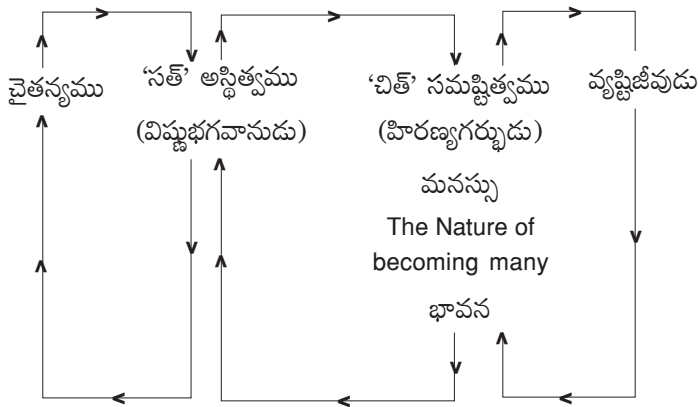 చైతన్యము
‘సత్’ అస్థిత్వము
(విష్ణుభగవానుడు)
‘చిత్’ సమష్టిత్వము
(హిరణ్యగర్భుడు)
మనస్సు
The Nature of
becoming many
భావన
వ్యష్టిజీవుడు